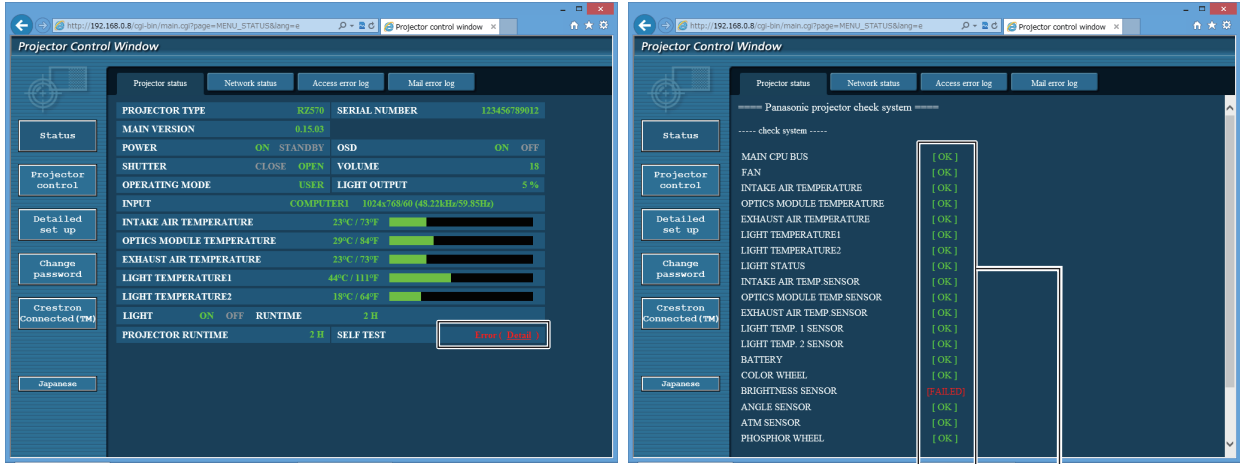 http://192.168.0.8/cgi-bin/main.cgi?page=MENU_STATUS&lang=e
Projector control window
Projector Control Window
Projector status Network status Access error log Mail error log
Status
Projector control
Detailed set up
Change password
Crestron Connected(TM)
Japanese
PROJECTOR TYPE RZ570 SERIAL NUMBER 123456789012
MAIN VERSION 0.15.03
POWER ON STANDBY OSD ON OFF
SHUTTER CLOSE OPEN VOLUME 18
OPERATING MODE USER LIGHT OUTPUT 5 %
INPUT COMPUTER1 1024x768/60 (48.22kHz/59.85Hz)
INTAKE AIR TEMPERATURE 23°C / 73°F
OPTICS MODULE TEMPERATURE 29°C / 84°F
EXHAUST AIR TEMPERATURE 23°C / 73°F
LIGHT TEMPERATURE1 44°C / 111°F
LIGHT TEMPERATURE2 18°C / 64°F
LIGHT ON OFF RUNTIME 2 H
PROJECTOR RUNTIME 2 H SELF TEST Error ( Detail )
http://192.168.0.8/cgi-bin/main.cgi?page=MENU_STATUS&lang=e
Projector control window
Projector Control Window
Projector status Network status Access error log Mail error log
Status
Projector control
Detailed set up
Change password
Crestron Connected(TM)
Japanese
==== Panasonic projector check system ====
----- check system -----
MAIN CPU BUS [ OK ]
FAN [ OK ]
INTAKE AIR TEMPERATURE [ OK ]
OPTICS MODULE TEMPERATURE [ OK ]
EXHAUST AIR TEMPERATURE [ OK ]
LIGHT TEMPERATURE1 [ OK ]
LIGHT TEMPERATURE2 [ OK ]
LIGHT STATUS [ OK ]
INTAKE AIR TEMP.SENSOR [ OK ]
OPTICS MODULE TEMP.SENSOR [ OK ]
EXHAUST AIR TEMP.SENSOR [ OK ]
LIGHT TEMP. 1 SENSOR [ OK ]
LIGHT TEMP. 2 SENSOR [ OK ]
BATTERY [ OK ]
COLOR WHEEL [ OK ]
BRIGHTNESS SENSOR [FAILED]
ANGLE SENSOR [ OK ]
ATM SENSOR [ OK ]
PHOSPHOR WHEEL [ OK ]